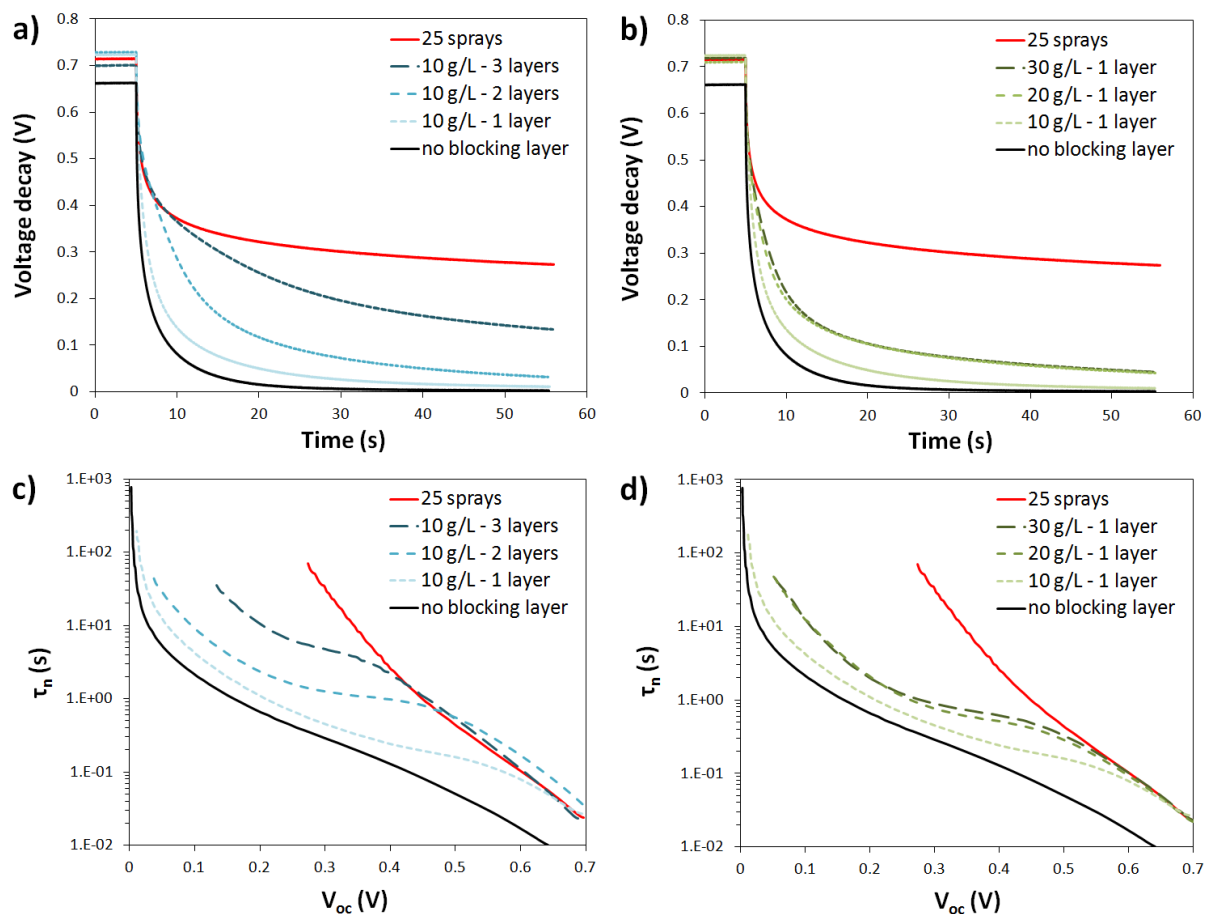 a)
Voltage decay (V)
0.8
0.7
0.6
0.5
0.4
0.3
0.2
0.1
0
25 sprays
10 g/L - 3 layers
10 g/L - 2 layers
10 g/L - 1 layer
no blocking layer
0 10 20 30 40 50 60
Time (s)
b)
Voltage decay (V)
0.8
0.7
0.6
0.5
0.4
0.3
0.2
0.1
0
25 sprays
30 g/L - 1 layer
20 g/L - 1 layer
10 g/L - 1 layer
no blocking layer
0 10 20 30 40 50 60
Time (s)
c)
τn (s)
1.E+03
1.E+02
1.E+01
1.E+00
1.E-01
1.E-02
25 sprays
10 g/L - 3 layers
10 g/L - 2 layers
10 g/L - 1 layer
no blocking layer
0 0.1 0.2 0.3 0.4 0.5 0.6 0.7
Voc (V)
d)
τn (s)
1.E+03
1.E+02
1.E+01
1.E+00
1.E-01
1.E-02
25 sprays
30 g/L - 1 layer
20 g/L - 1 layer
10 g/L - 1 layer
no blocking layer
0 0.1 0.2 0.3 0.4 0.5 0.6 0.7
Voc (V)